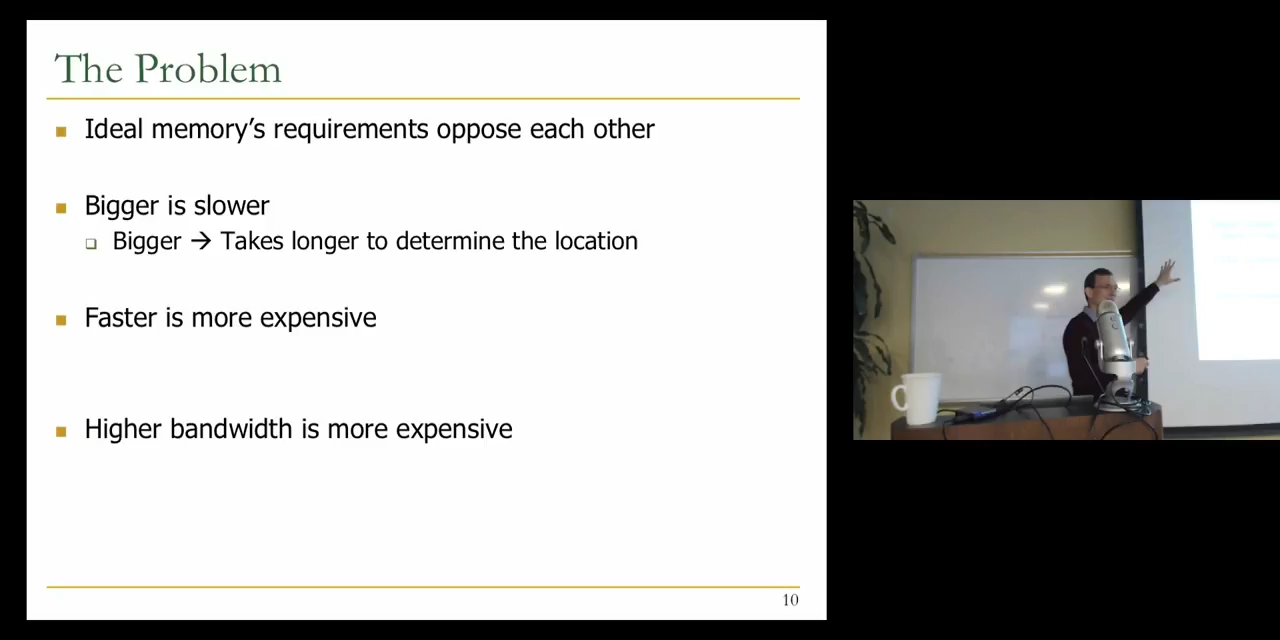 The Problem
Ideal memory's requirements oppose each other
Bigger is slower
Bigger → Takes longer to determine the location
Faster is more expensive
Higher bandwidth is more expensive
10